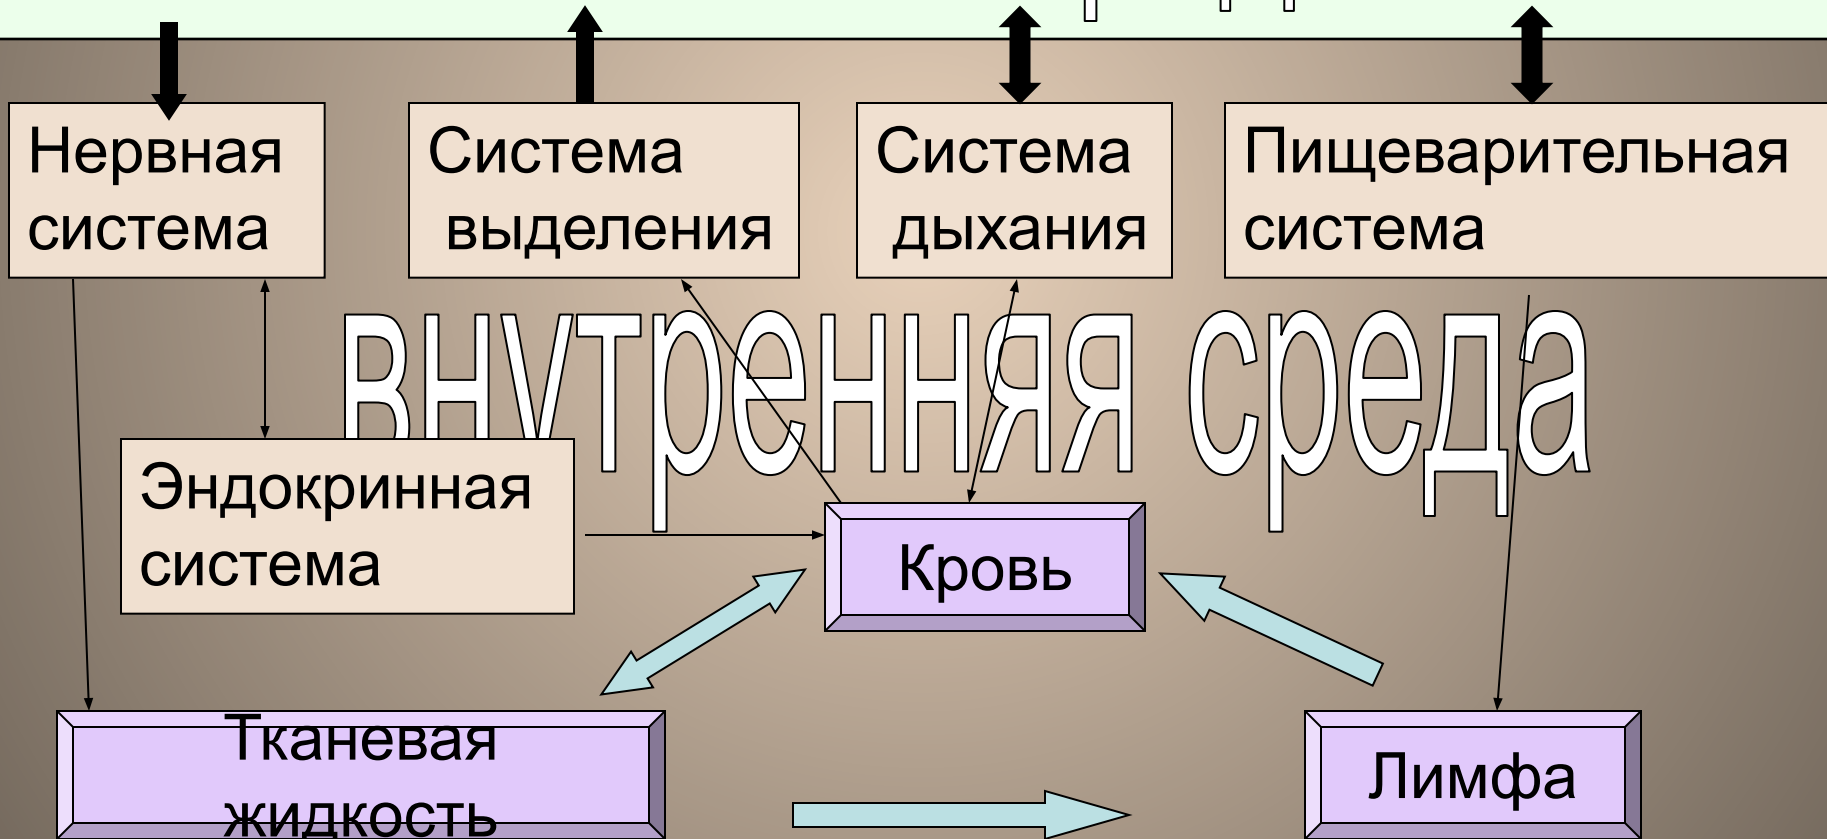 Нервная
система
Система
выделения
Система
дыхания
Пищеварительная
система
внутренняя среда
Эндокринная
система
Кровь
Тканевая
жидкость
Лимфа